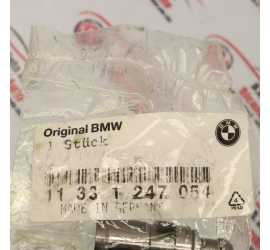 Original BMW
1 Stück
11 33 1 247 054
MADE IN GERMANY